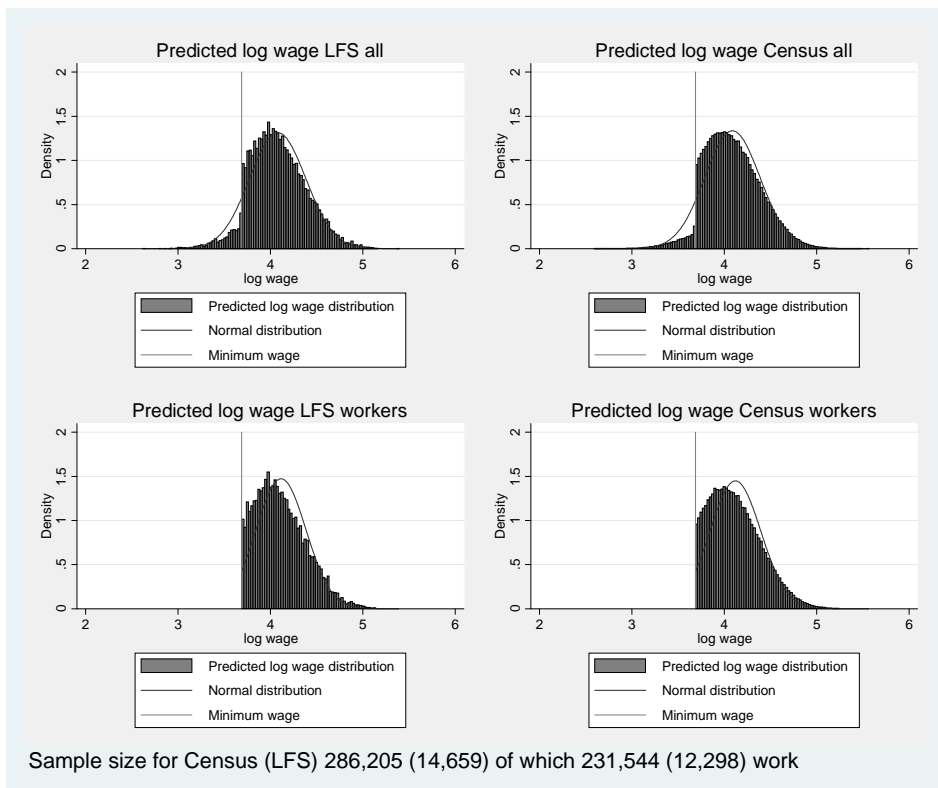 Predicted log wage LFS all
Density
0
.5
1
1.5
2
2 3 4 5 6
log wage
Predicted log wage distribution
Normal distribution
Minimum wage
Predicted log wage Census all
Density
0
.5
1
1.5
2
2 3 4 5 6
log wage
Predicted log wage distribution
Normal distribution
Minimum wage
Predicted log wage LFS workers
Density
0
.5
1
1.5
2
2 3 4 5 6
log wage
Predicted log wage distribution
Normal distribution
Minimum wage
Predicted log wage Census workers
Density
0
.5
1
1.5
2
2 3 4 5 6
log wage
Predicted log wage distribution
Normal distribution
Minimum wage
Sample size for Census (LFS) 286,205 (14,659) of which 231,544 (12,298) work